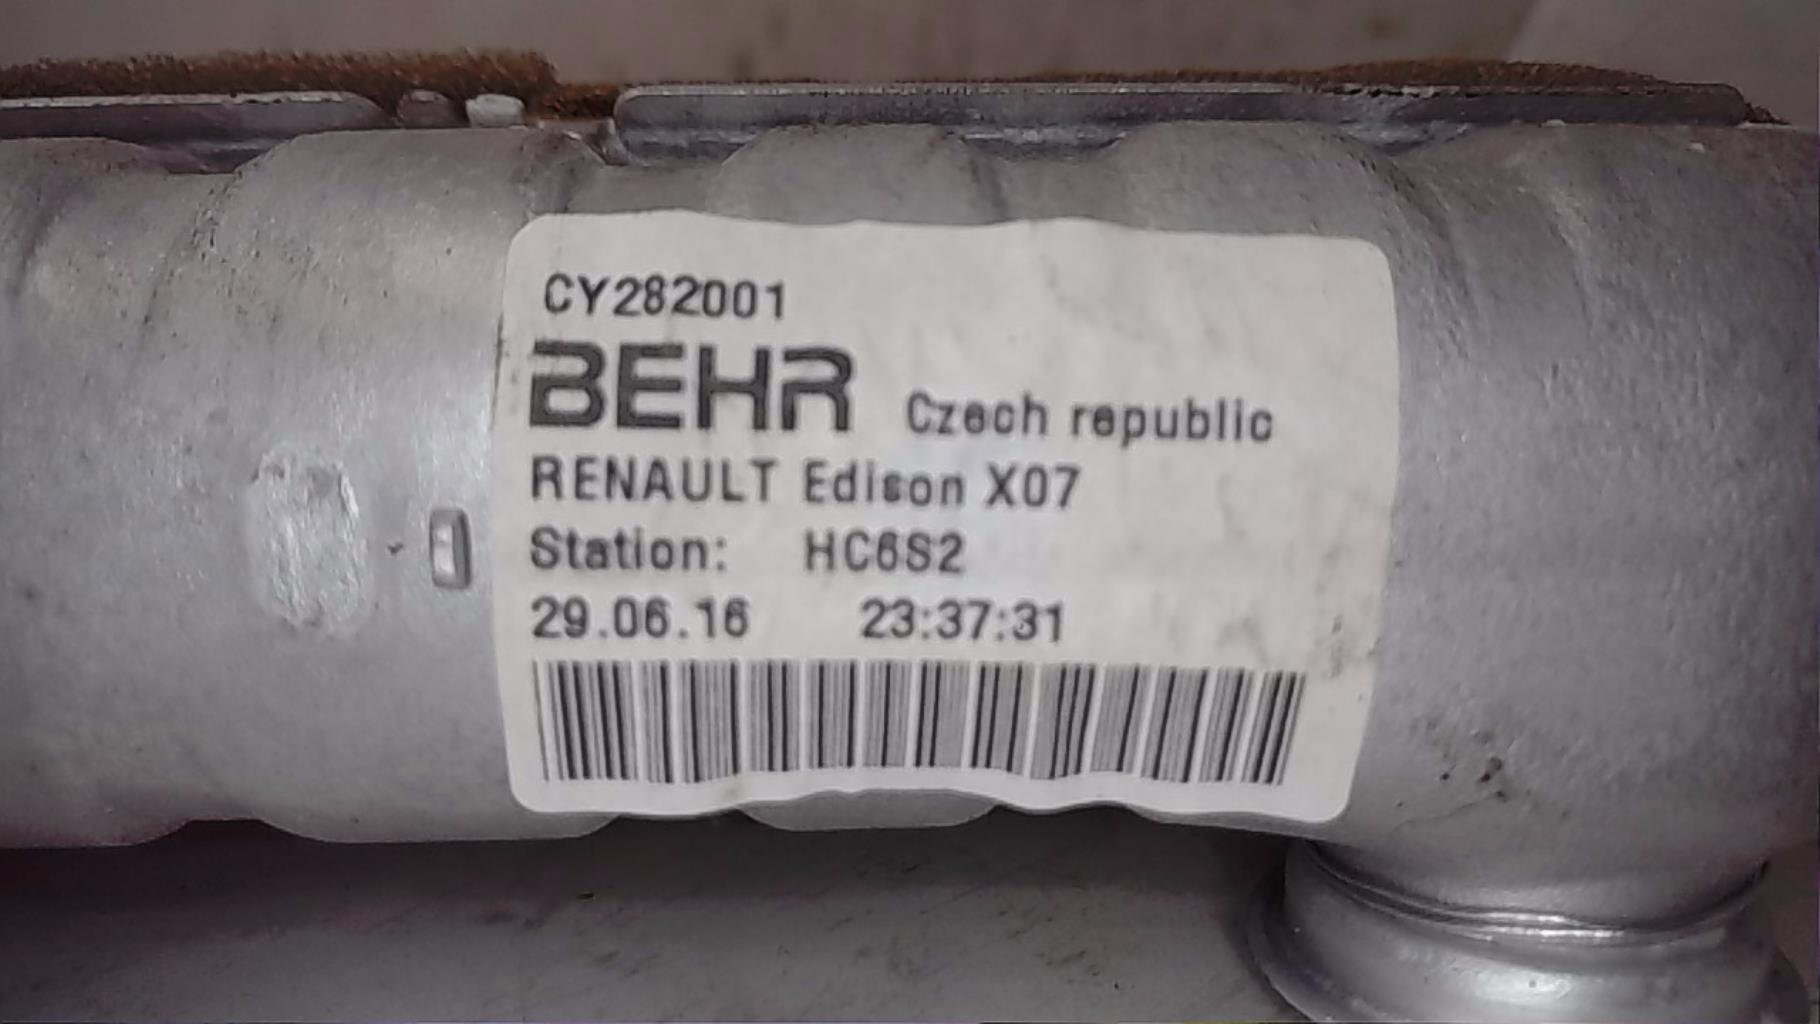 CY282001
BEHR Czech republic
RENAULT Edison X07
Station: HC6S2
29.06.16 23:37:31